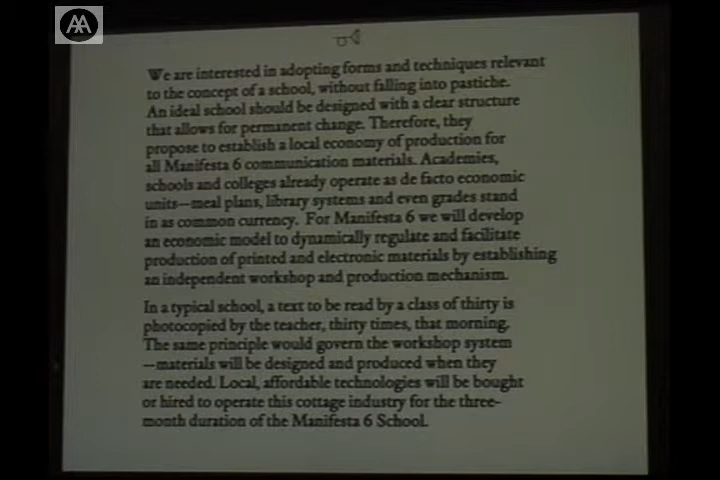 AA
We are interested in adopting forms and techniques relevant
to the concept of a school, without falling into pastiche.
An ideal school should be designed with a clear structure
that allows for permanent change. Therefore, they
propose to establish a local economy of production for
all Manifesta 6 communication materials. Academies,
schools and colleges already operate as de facto economic
units—meal plans, library systems and even grades stand
in as common currency. For Manifesta 6 we will develop
an economic model to dynamically regulate and facilitate
production of printed and electronic materials by establishing
an independent workshop and production mechanism.
In a typical school, a text to be read by a class of thirty is
photocopied by the teacher, thirty times, that morning.
The same principle would govern the workshop system
—materials will be designed and produced when they
are needed. Local, affordable technologies will be bought
or hired to operate this cottage industry for the three-
month duration of the Manifesta 6 School.